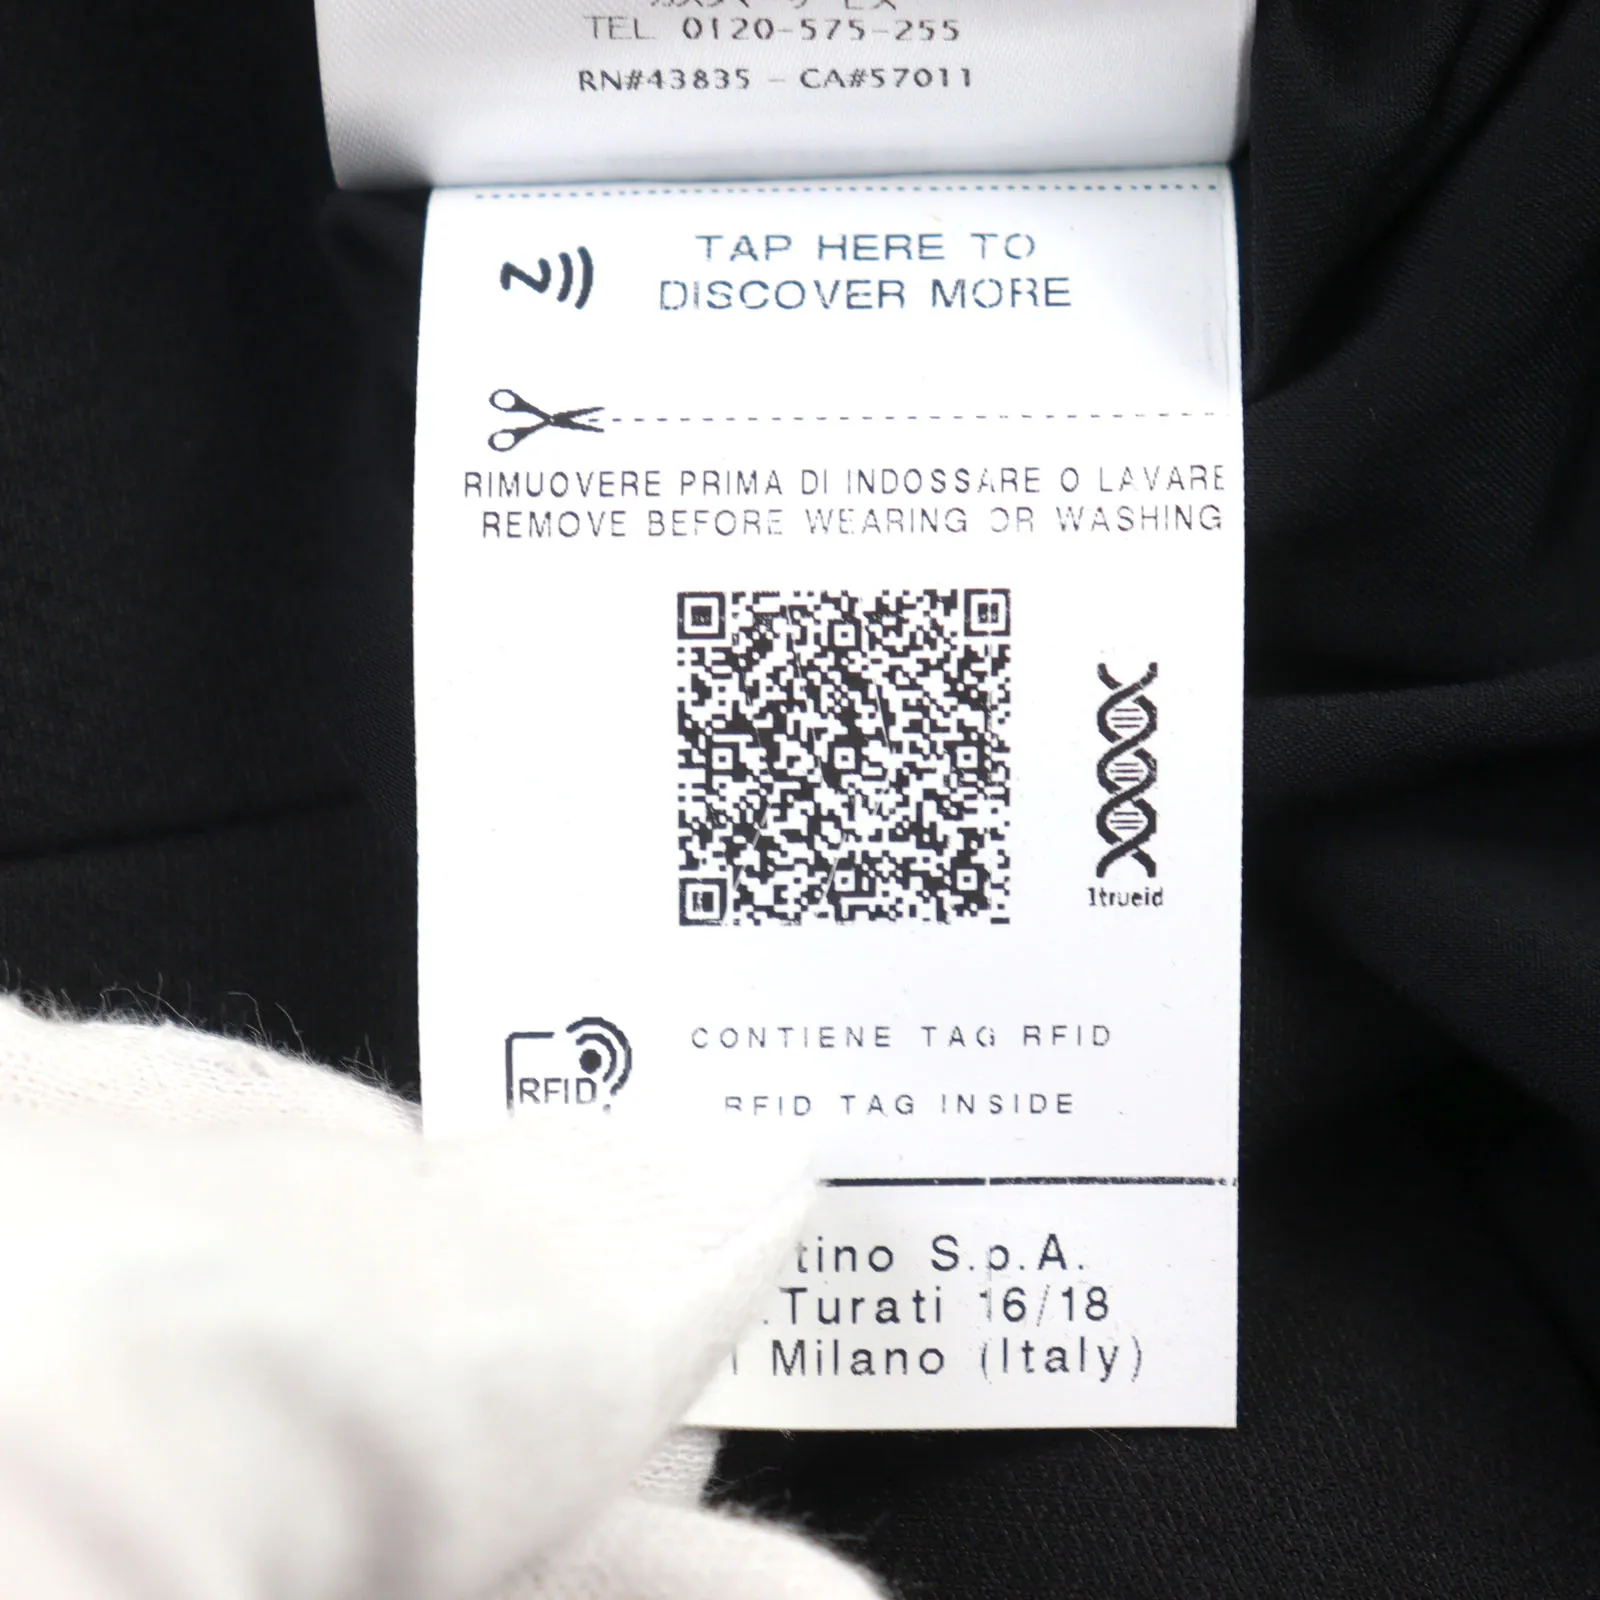 TEL 0120-575-255
RN#43835 - CA#57011
TAP HERE TO
DISCOVER MORE
RIMUOVERE PRIMA DI INDOSSARE O LAVARE
REMOVE BEFORE WEARING OR WASHING
1trueid
RFID
CONTIENE TAG RFID
RFID TAG INSIDE
tino S.p.A.
.Turati 16/18
Milano (Italy)